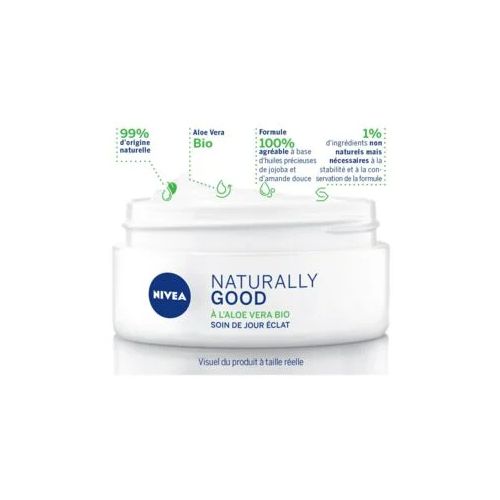 99%
d'origine
naturelle
Aloe Vera
Bio
Formule
100%
agréable à base
d'huiles précieuses
de jojoba et
d'amande douce
1%
d'ingrédients non
naturels mais
nécessaires à la
stabilité et à la con-
servation de la formule
NIVEA
NATURALLY
GOOD
À L'ALOE VERA BIO
SOIN DE JOUR ÉCLAT
Visuel du produit à taille réelle